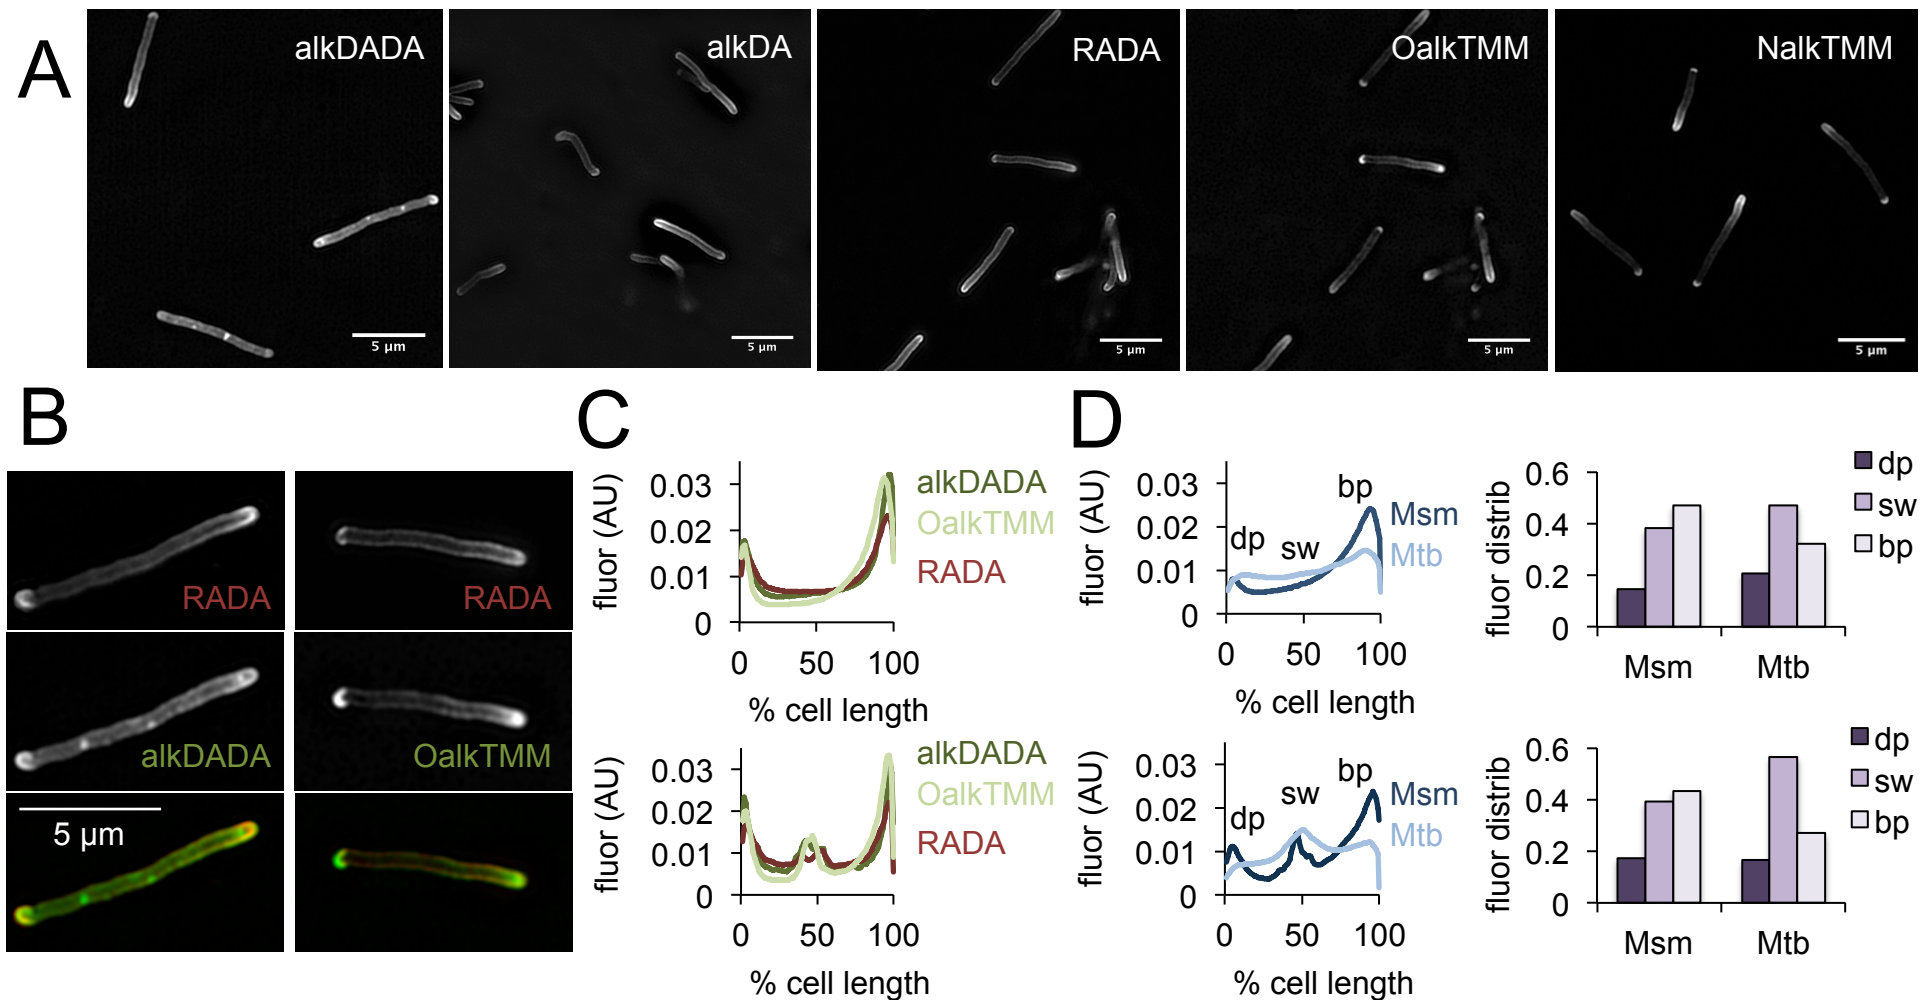 A
alkDADA
5 µm
alkDA
5 µm
RADA
5 µm
OalkTMM
5 µm
NalkTMM
5 µm
B
RADA
RADA
alkDADA
OalkTMM
5 µm
C
fluor (AU)
0.03
0.02
0.01
0
0 50 100
% cell length
alkDADA
OalkTMM
RADA
fluor (AU)
0.03
0.02
0.01
0
0 50 100
% cell length
alkDADA
OalkTMM
RADA
D
fluor (AU)
0.03
0.02
0.01
0
dp sw bp
Msm
Mtb
0 50 100
% cell length
fluor distrib
0.6
0.4
0.2
0
Msm Mtb
dp
sw
bp
fluor (AU)
0.03
0.02
0.01
0
dp sw bp
Msm
Mtb
0 50 100
% cell length
fluor distrib
0.6
0.4
0.2
0
Msm Mtb
dp
sw
bp